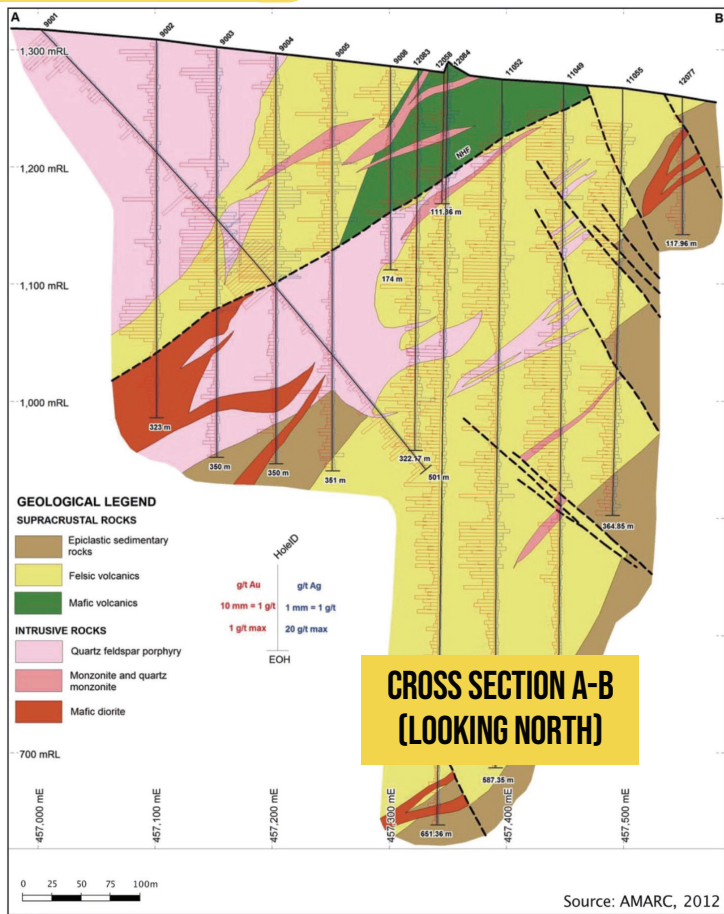 A
B
9001
9002
9003
9004
9005
9006
12083
12058
12084
11052
11049
11055
12077
1,300 mRL
1,200 mRL
1,100 mRL
1,000 mRL
700 mRL
NHF
111.86 m
117.96 m
174 m
323 m
350 m
350 m
351 m
322.17 m
501 m
364.85 m
GEOLOGICAL LEGEND
SUPRACRUSTAL ROCKS
Epiclastic sedimentary
rocks
Felsic volcanics
Mafic volcanics
INTRUSIVE ROCKS
Quartz feldspar porphyry
Monzonite and quartz
monzonite
Mafic diorite
HoleID
g/t Au g/t Ag
10 mm = 1 g/t 1 mm = 1 g/t
1 g/t max 20 g/t max
EOH
CROSS SECTION A-B
(LOOKING NORTH)
587.35 m
651.36 m
457,000 mE
457,100 mE
457,200 mE
457,300 mE
457,400 mE
457,500 mE
0 25 50 75 100m
Source: AMARC, 2012